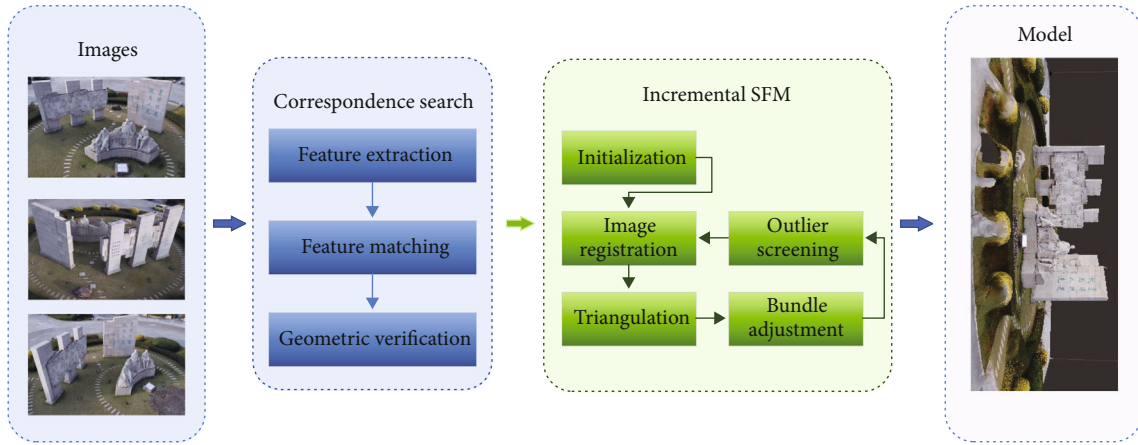 Images
Correspondence search
Feature extraction
Feature matching
Geometric verification
Incremental SFM
Initialization
Image
registration
Outlier
screening
Triangulation
Bundle
adjustment
Model